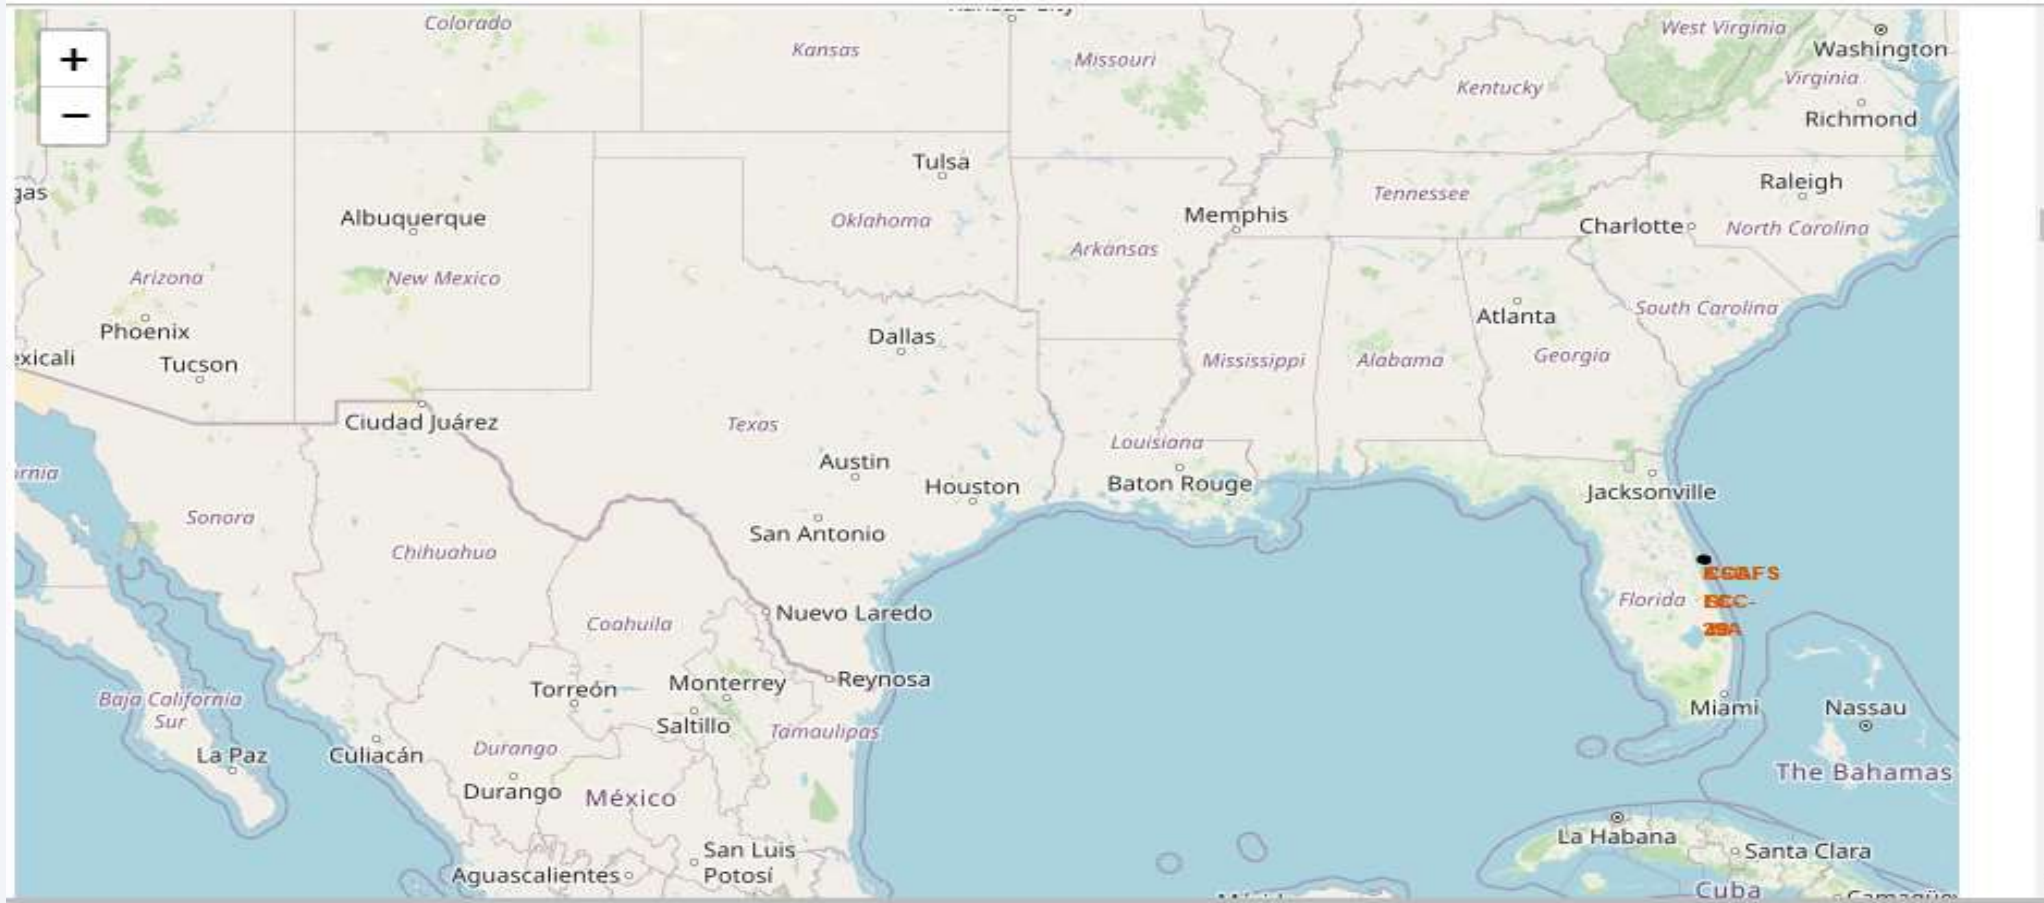 +
−
Colorado
Kansas
Missouri
West Virginia
Washington
Kentucky
Virginia
Richmond
Tulsa
Tennessee
Raleigh
gas
Albuquerque
Oklahoma
Memphis
Charlotte
North Carolina
Arkansas
Arizona
New Mexico
South Carolina
Atlanta
Phoenix
Dallas
exicali
Tucson
Mississippi
Alabama
Georgia
Ciudad Juárez
Texas
Louisiana
Austin
Houston
Baton Rouge
Jacksonville
Sonora
San Antonio
Chihuahua
Florida
Coahuila
Nuevo Laredo
Torreón
Monterrey
Reynosa
Baja California
Sur
Saltillo
Tamaulipas
Miami
Nassau
La Paz
Culiacán
Durango
The Bahamas
Durango
México
La Habana
San Luis
Potosí
Santa Clara
Aguascalientes
Cuba